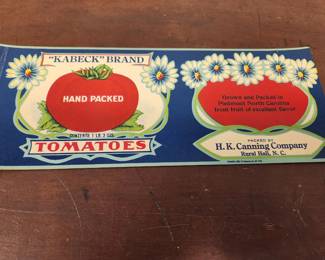 "KABECK" BRAND
HAND PACKED
CONTENTS 1 LB 3 OZS
TOMATOES
Grown and Packed in
Piedmont North Carolina
from fruit of excellent flavor
PACKED BY
H. K. Canning Company
Rural Hall, N. C.